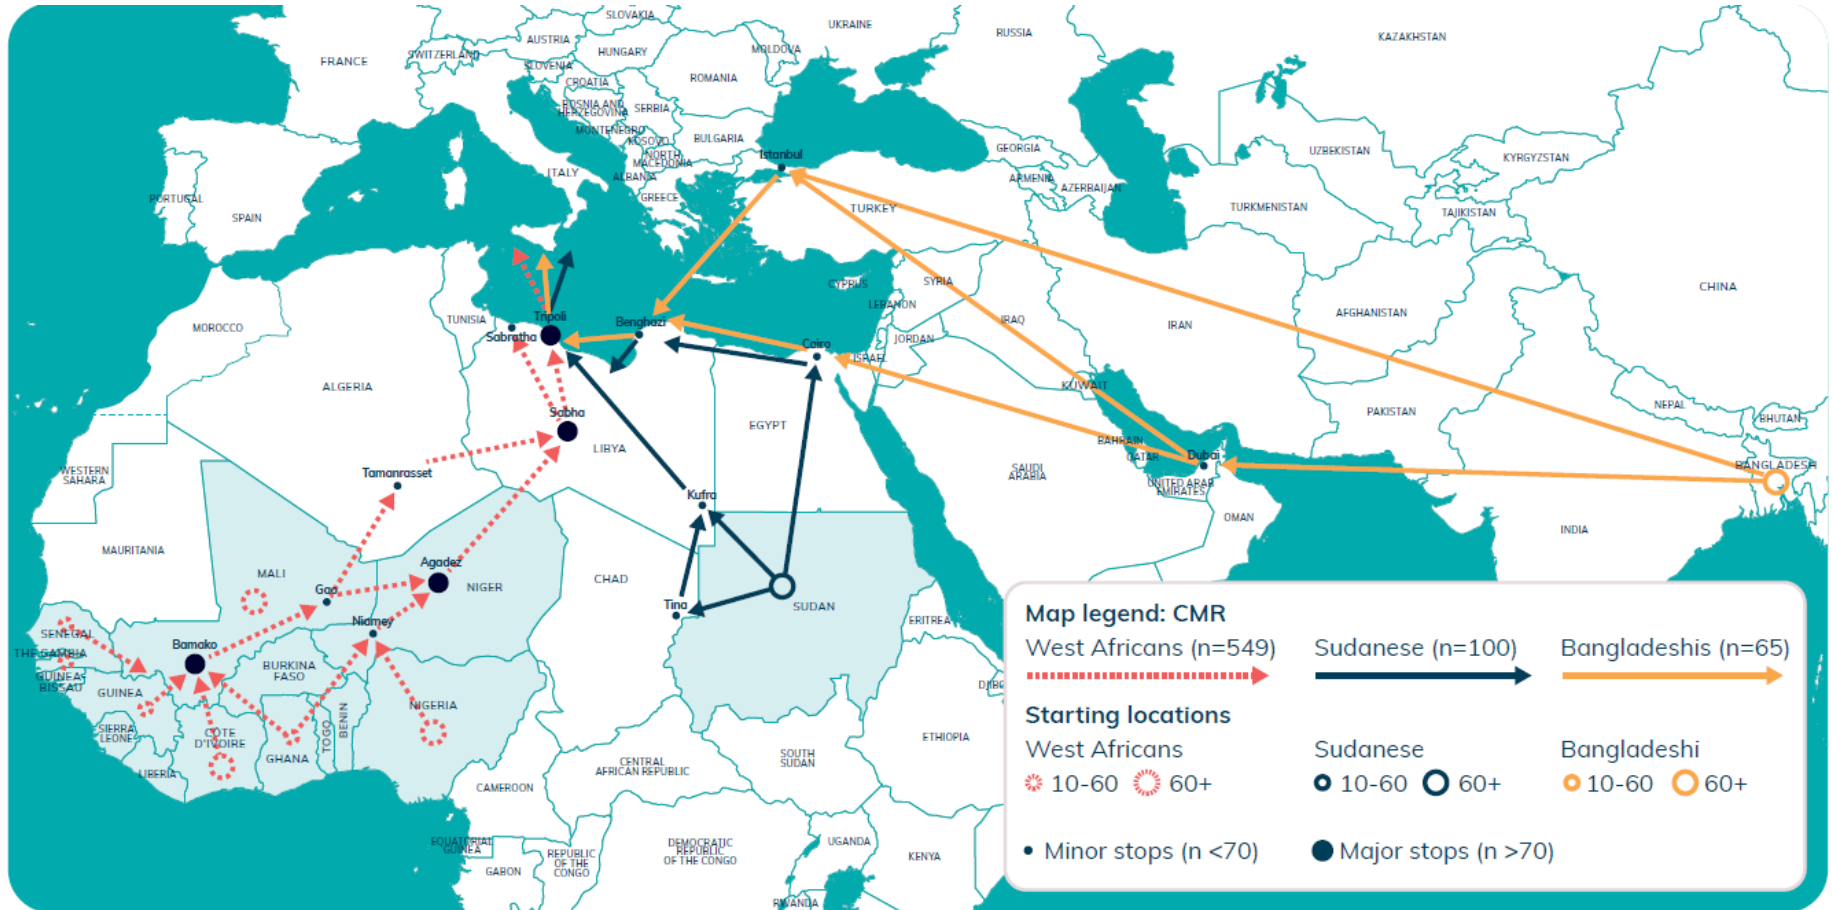 SLOVAKIA
UKRAINE
RUSSIA
KAZAKHSTAN
AUSTRIA
HUNGARY
MOLDOVA
FRANCE
SWITZERLAND
SLOVENIA
ROMANIA
CROATIA
BOSNIA AND
HERZEGOVINA
SERBIA
MONTENEGRO
KOSOVO
BULGARIA
NORTH
MACEDONIA
Istanbul
GEORGIA
UZBEKISTAN
KYRGYZSTAN
ITALY
ALBANIA
ARMENIA
AZERBAIJAN
PORTUGAL
SPAIN
GREECE
TURKEY
TURKMENISTAN
TAJIKISTAN
CYPRUS
SYRIA
CHINA
LEBANON
TUNISIA
Tripoli
Benghazi
IRAQ
IRAN
AFGHANISTAN
MOROCCO
Sabratha
Cairo
JORDAN
ISRAEL
ALGERIA
KUWAIT
NEPAL
BHUTAN
PAKISTAN
Sabha
EGYPT
LIBYA
BAHRAIN
QATAR
Dubai
BANGLADESH
WESTERN
SAHARA
Tamanrasset
SAUDI
ARABIA
UNITED ARAB
EMIRATES
Kufra
OMAN
INDIA
MAURITANIA
MALI
Agadez
NIGER
CHAD
Gao
Tina
SUDAN
ERITREA
SENEGAL
Niamey
THE GAMBIA
Bamako
GUINEA-
BISSAU
GUINEA
BURKINA
FASO
NIGERIA
DJIB
SIERRA
LEONE
CÔTE
D'IVOIRE
TOGO
BENIN
GHANA
LIBERIA
ETHIOPIA
SOUTH
SUDAN
CENTRAL
AFRICAN REPUBLIC
CAMEROON
EQUATORIAL
GUINEA
GABON
REPUBLIC
OF THE
CONGO
DEMOCRATIC
REPUBLIC
OF THE CONGO
UGANDA
KENYA
RWANDA
Map legend: CMR
West Africans (n=549) Sudanese (n=100) Bangladeshis (n=65)
Starting locations
West Africans Sudanese Bangladeshi
10-60 60+ 10-60 60+ 10-60 60+
Minor stops (n <70) Major stops (n >70)